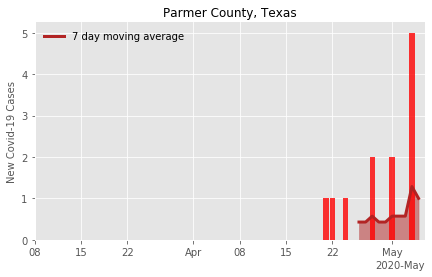 Parmer County, Texas
7 day moving average
New Covid-19 Cases
5
4
3
2
1
0
08 15 22 Apr 08 15 22 May
2020-May